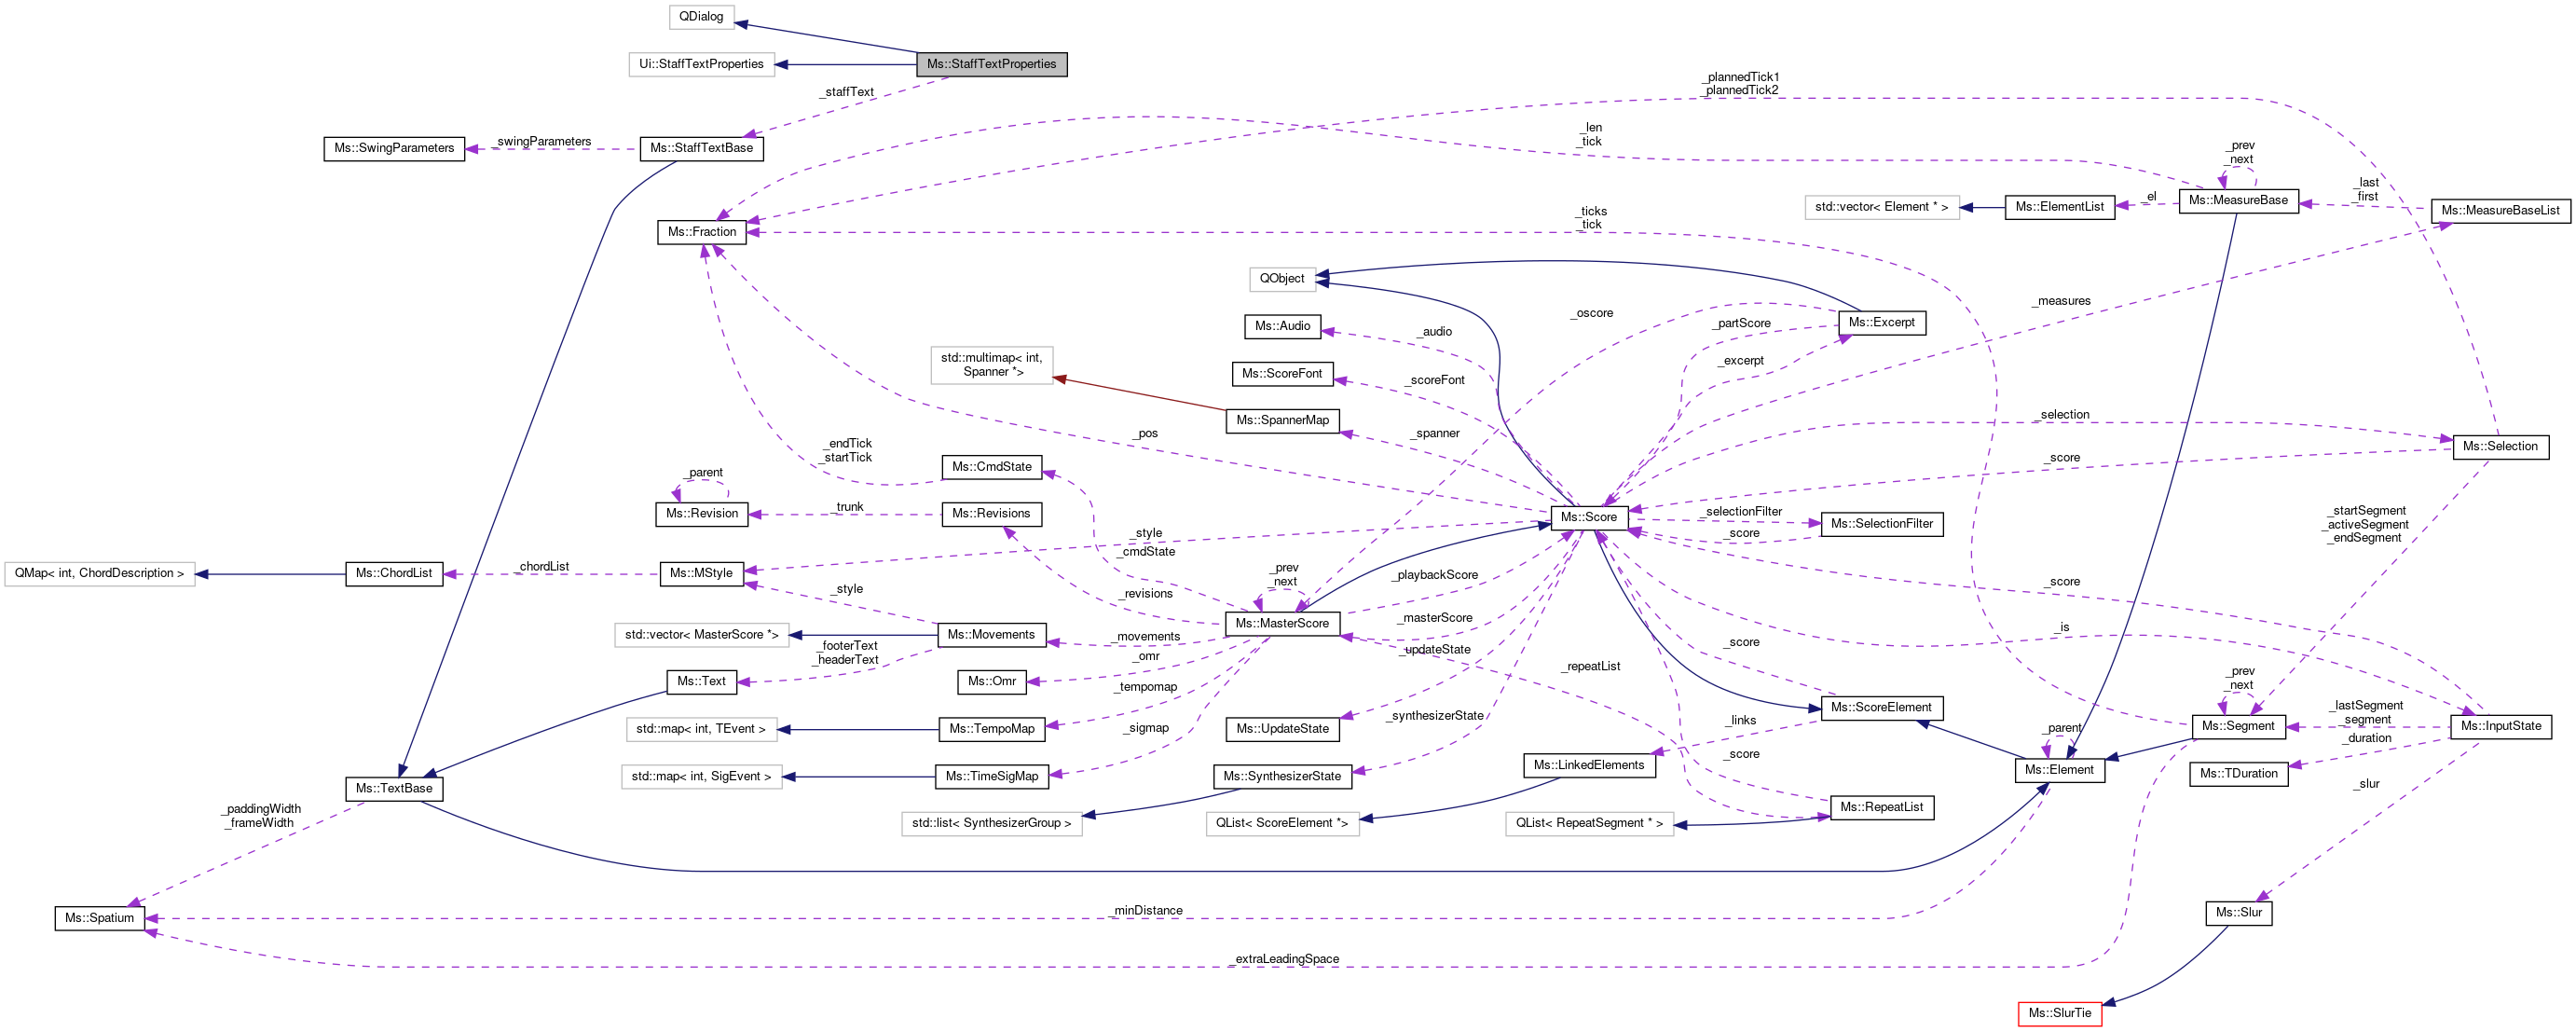 QDialog
Ui::StaffTextProperties
Ms::StaffTextProperties
_plannedTick1
_plannedTick2
_staffText
_len
_tick
Ms::SwingParameters
_swingParameters
Ms::StaffTextBase
_prev
_next
_last
_first
std::vector< Element * >
Ms::ElementList
_el
Ms::MeasureBase
Ms::MeasureBaseList
_ticks
_tick
Ms::Fraction
QObject
_measures
_oscore
Ms::Audio
_audio
_partScore
Ms::Excerpt
std::multimap< int,
Spanner *>
_excerpt
Ms::ScoreFont
_scoreFont
Ms::SpannerMap
_selection
_pos
_spanner
_endTick
_startTick
Ms::Selection
_score
Ms::CmdState
_parent
_trunk
Ms::Revision
Ms::Revisions
Ms::Score
_selectionFilter
Ms::SelectionFilter
_score
_startSegment
_activeSegment
_endSegment
_style
_cmdState
QMap< int, ChordDescription >
Ms::ChordList
_chordList
Ms::MStyle
_prev
_next
_playbackScore
_score
_style
_revisions
_masterScore
Ms::MasterScore
_is
std::vector< MasterScore *>
Ms::Movements
_movements
_footerText
_headerText
_omr
_updateState
_score
_repeatList
_prev
_next
Ms::Text
Ms::Omr
_tempomap
_lastSegment
_segment
Ms::ScoreElement
std::map< int, TEvent >
Ms::TempoMap
_sigmap
Ms::UpdateState
_synthesizerState
_links
_parent
Ms::Segment
Ms::InputState
_duration
_score
std::map< int, SigEvent >
Ms::TimeSigMap
Ms::SynthesizerState
Ms::LinkedElements
Ms::Element
Ms::TDuration
_slur
Ms::TextBase
_paddingWidth
_frameWidth
std::list< SynthesizerGroup >
QList< ScoreElement *>
QList< RepeatSegment * >
Ms::RepeatList
Ms::Spatium
_minDistance
Ms::Slur
_extraLeadingSpace
Ms::SlurTie